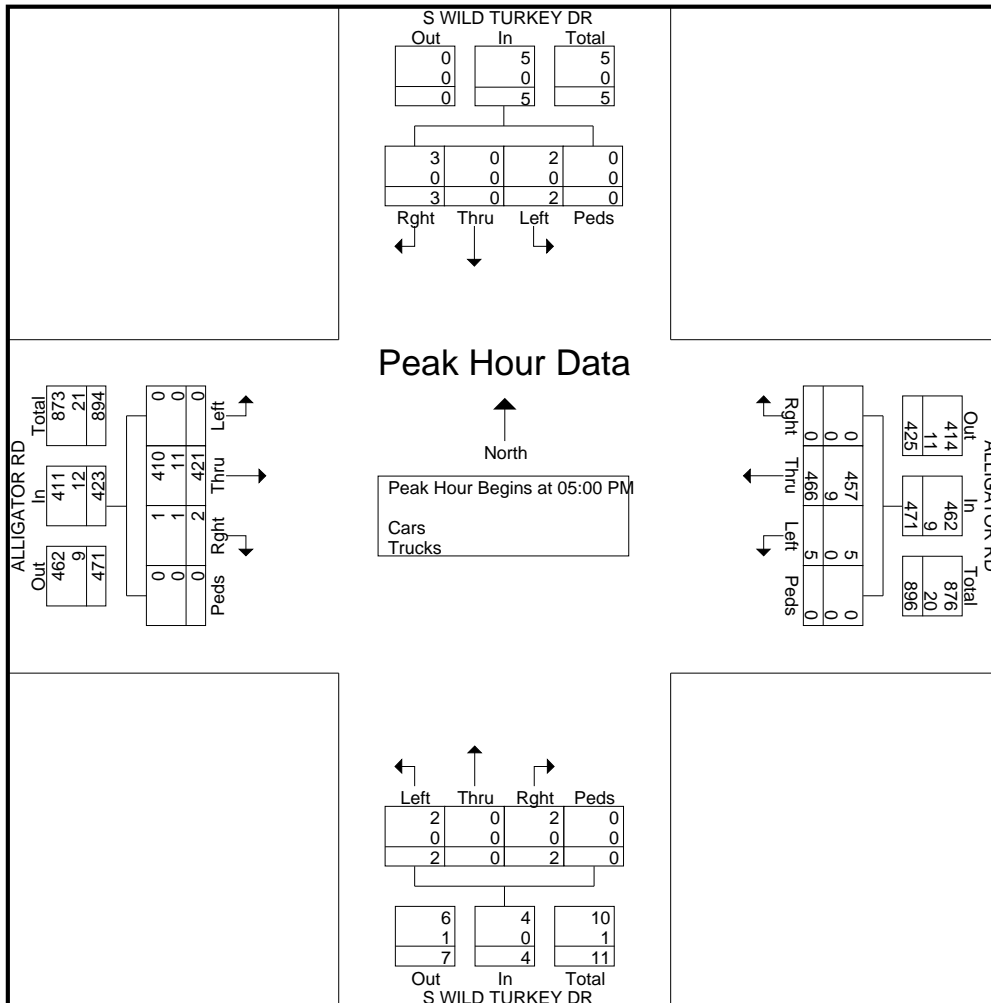 S WILD TURKEY DR
Out In Total
0 5 5
0 0 0
0 5 5
3 0 2 0
0 0 0 0
3 0 2 0
Rght Thru Left Peds
Peak Hour Data
North
Peak Hour Begins at 05:00 PM
Cars
Trucks
ALLIGATOR RD
Out In Total
462 411 873
9 12 21
471 423 894
Peds Rght Thru Left
0 1 410 0
0 1 11 0
0 2 421 0
ALLIGATOR RD
Out In Total
414 462 876
11 9 20
425 471 896
Rght Thru Left Peds
0 457 5 0
0 9 0 0
0 466 5 0
Left Thru Rght Peds
2 0 2 0
0 0 0 0
2 0 2 0
6 4 10
1 0 1
7 4 11
Out In Total
S WILD TURKEY DR